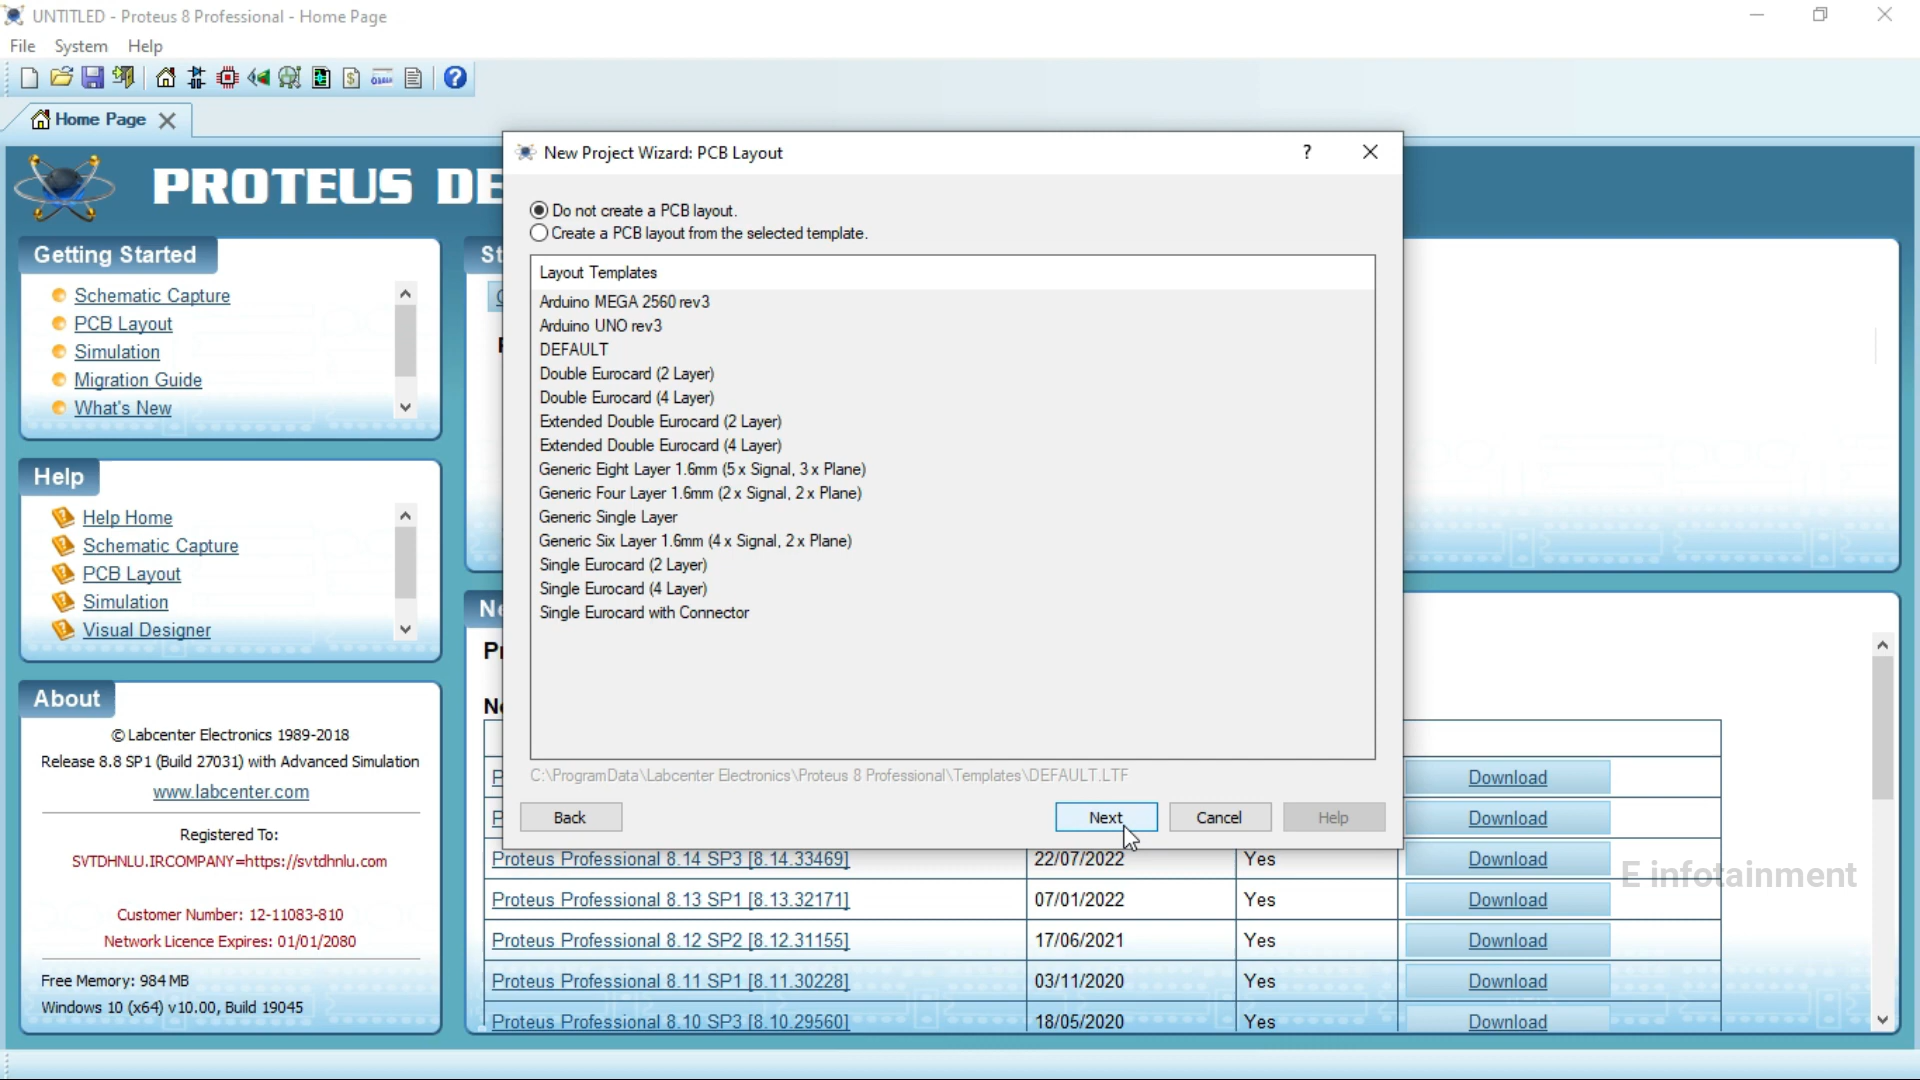 UNTITLED - Proteus 8 Professional - Home Page
File System Help
Home Page
PROTEUS DE
Getting Started
Schematic Capture
PCB Layout
Simulation
Migration Guide
What's New
Help
Help Home
Schematic Capture
PCB Layout
Simulation
Visual Designer
About
© Labcenter Electronics 1989-2018
Release 8.8 SP1 (Build 27031) with Advanced Simulation
www.labcenter.com
Registered To:
SVTDHNLU.IRCOMPANY=https://svtdhnlu.com
Customer Number: 12-11083-810
Network Licence Expires: 01/01/2080
Free Memory: 984 MB
Windows 10 (x64) v10.00, Build 19045
New Project Wizard: PCB Layout
Do not create a PCB layout.
Create a PCB layout from the selected template.
Layout Templates
Arduino MEGA 2560 rev3
Arduino UNO rev3
DEFAULT
Double Eurocard (2 Layer)
Double Eurocard (4 Layer)
Extended Double Eurocard (2 Layer)
Extended Double Eurocard (4 Layer)
Generic Eight Layer 1.6mm (5 x Signal, 3 x Plane)
Generic Four Layer 1.6mm (2 x Signal, 2 x Plane)
Generic Single Layer
Generic Six Layer 1.6mm (4 x Signal, 2 x Plane)
Single Eurocard (2 Layer)
Single Eurocard (4 Layer)
Single Eurocard with Connector
C:\ProgramData\Labcenter Electronics\Proteus 8 Professional\Templates\DEFAULT.LTF
Back Next Cancel Help
Download
Download
Proteus Professional 8.14 SP3 [8.14.33469] 22/07/2022 Yes Download
Proteus Professional 8.13 SP1 [8.13.32171] 07/01/2022 Yes Download
Proteus Professional 8.12 SP2 [8.12.31155] 17/06/2021 Yes Download
Proteus Professional 8.11 SP1 [8.11.30228] 03/11/2020 Yes Download
Proteus Professional 8.10 SP3 [8.10.29560] 18/05/2020 Yes Download
E infotainment